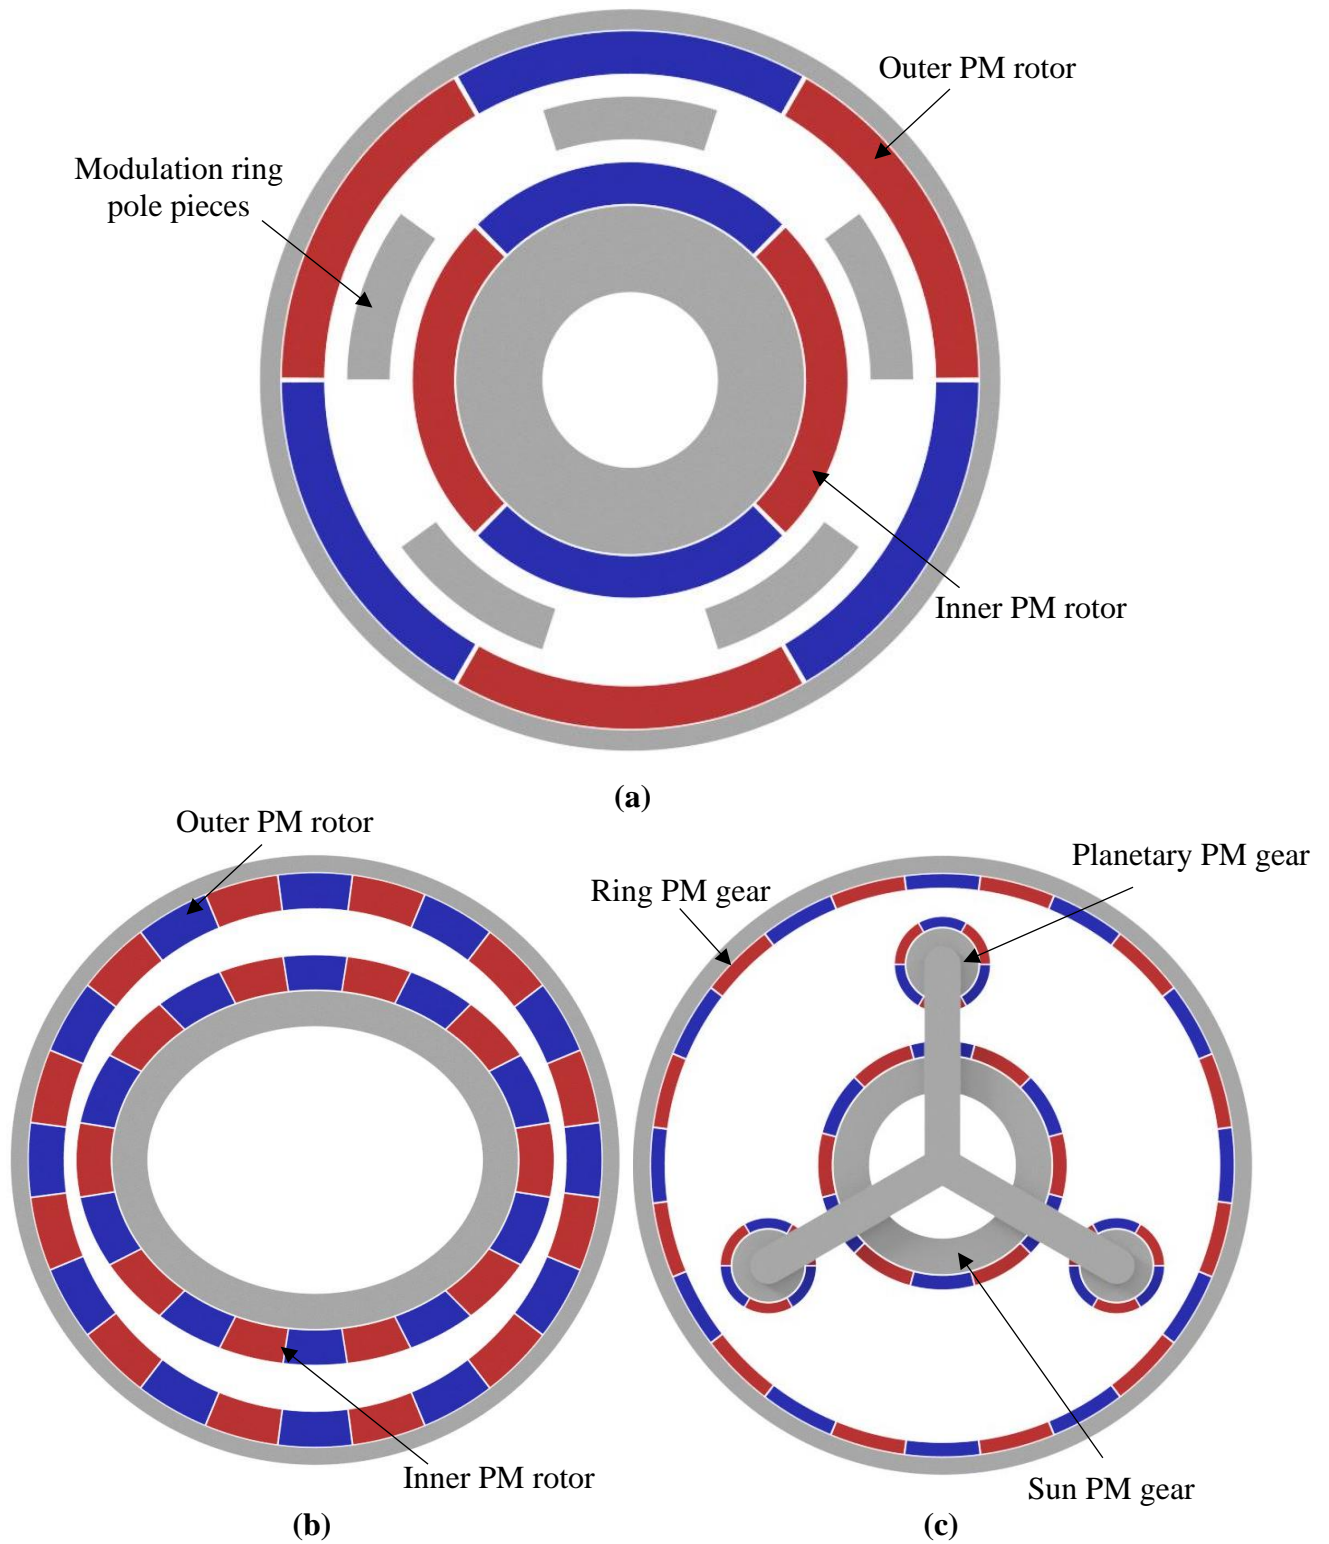 Outer PM rotor
Modulation ring
pole pieces
Inner PM rotor
(a)
Outer PM rotor
Planetary PM gear
Ring PM gear
Inner PM rotor
Sun PM gear
(b)
(c)